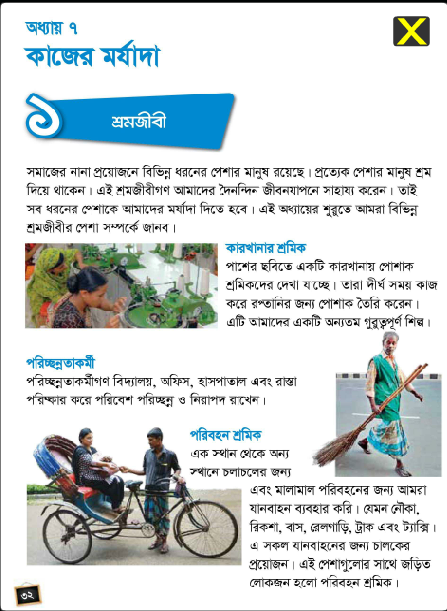 অধ্যায় ৭
কাজের মর্যাদা
১
শ্রমজীবী
সমাজের নানা প্রয়োজনে বিভিন্ন ধরনের পেশার মানুষ রয়েছে। প্রত্যেক পেশার মানুষ শ্রম
দিয়ে থাকেন। এই শ্রমজীবীগণ আমাদের দৈনন্দিন জীবনযাপনে সাহায্য করেন। তাই
সব ধরনের পেশাকে আমাদের মর্যাদা দিতে হবে। এই অধ্যায়ের শুরুতে আমরা বিভিন্ন
শ্রমজীবীর পেশা সম্পর্কে জানব।
কারখানার শ্রমিক
পাশের ছবিতে একটি কারখানায় পোশাক
শ্রমিকদের দেখা যচ্ছে। তারা দীর্ঘ সময় কাজ
করে রপ্তানির জন্য পোশাক তৈরি করেন।
এটি আমাদের একটি অন্যতম গুরুত্বপূর্ণ শিল্প।
পরিচ্ছন্নতাকর্মী
পরিচ্ছন্নতাকর্মীগণ বিদ্যালয়, অফিস, হাসপাতাল এবং রাস্তা
পরিষ্কার করে পরিবেশ পরিচ্ছন্ন ও নিরাপদ রাখেন।
পরিবহন শ্রমিক
এক স্থান থেকে অন্য
স্থানে চলাচলের জন্য
এবং মালামাল পরিবহনের জন্য আমরা
যানবাহন ব্যবহার করি। যেমন নৌকা,
রিকশা, বাস, রেলগাড়ি, ট্রাক এবং ট্যাক্সি।
এ সকল যানবাহনের জন্য চালকের
প্রয়োজন। এই পেশাগুলোর সাথে জড়িত
লোকজন হলো পরিবহন শ্রমিক।
৩২